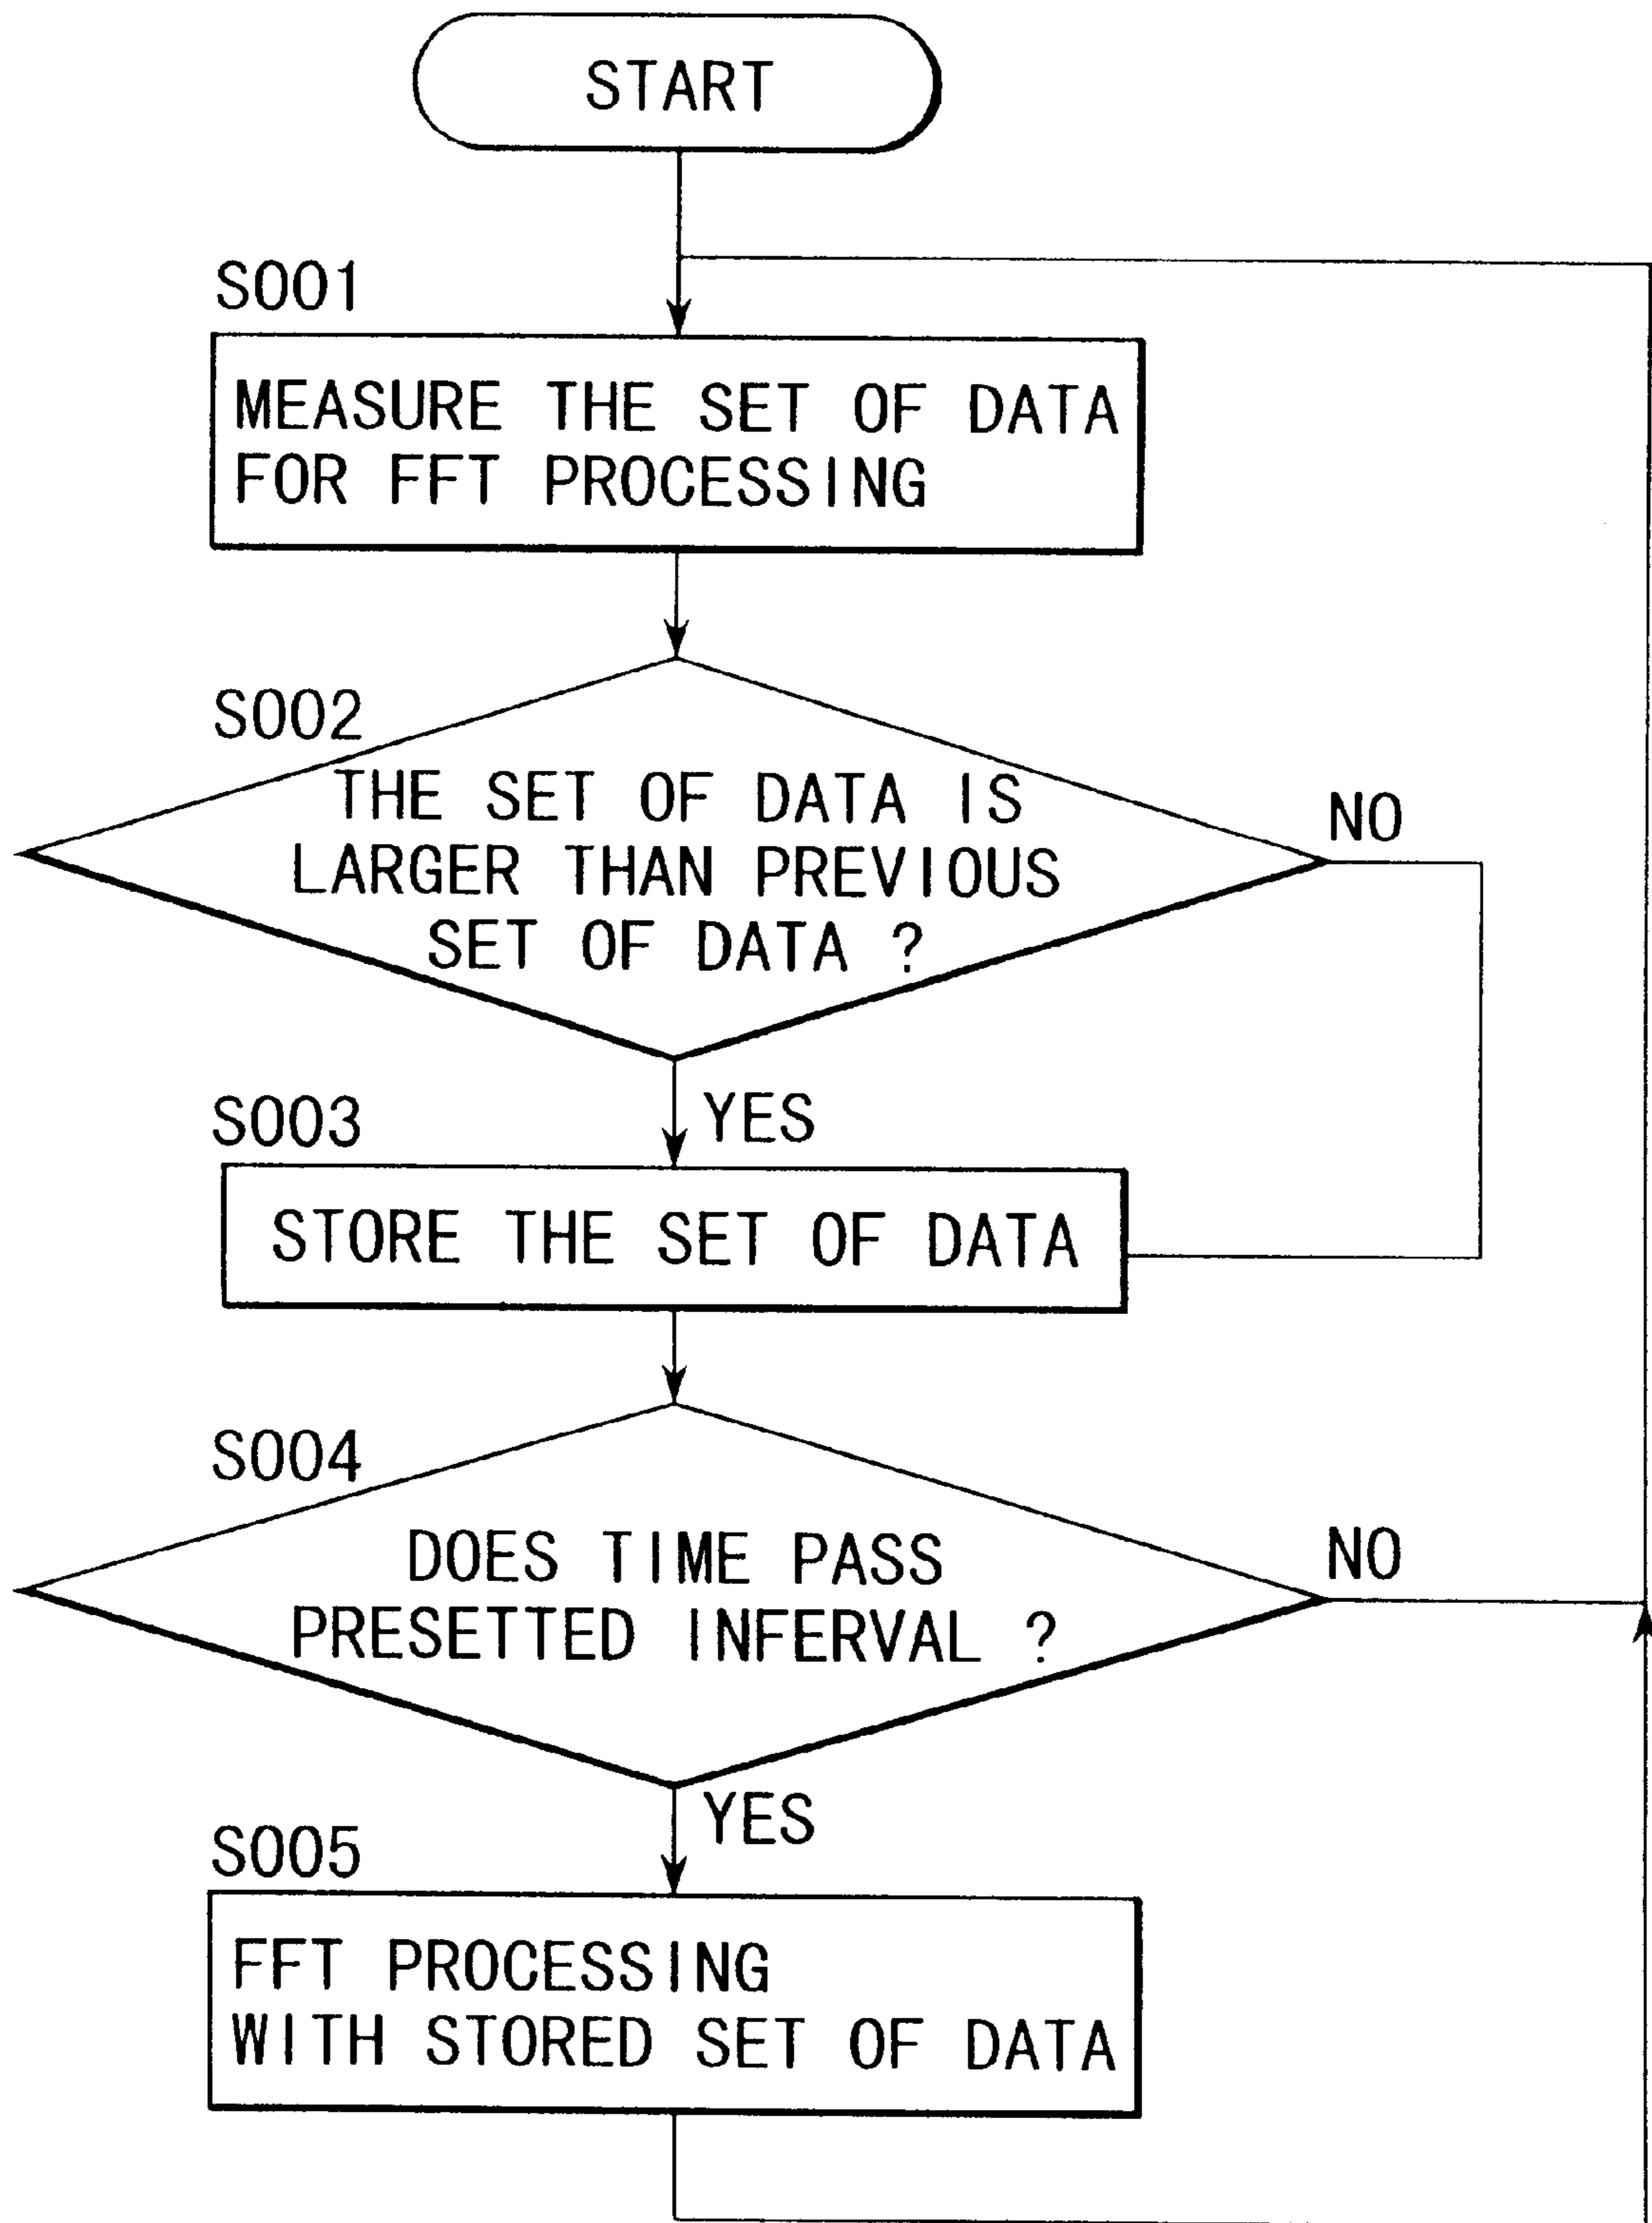 START
S001
MEASURE THE SET OF DATA
FOR FFT PROCESSING
S002
THE SET OF DATA IS
LARGER THAN PREVIOUS
SET OF DATA ?
NO
YES
S003
STORE THE SET OF DATA
S004
DOES TIME PASS
PRESETTED INFERVAL ?
NO
YES
S005
FFT PROCESSING
WITH STORED SET OF DATA